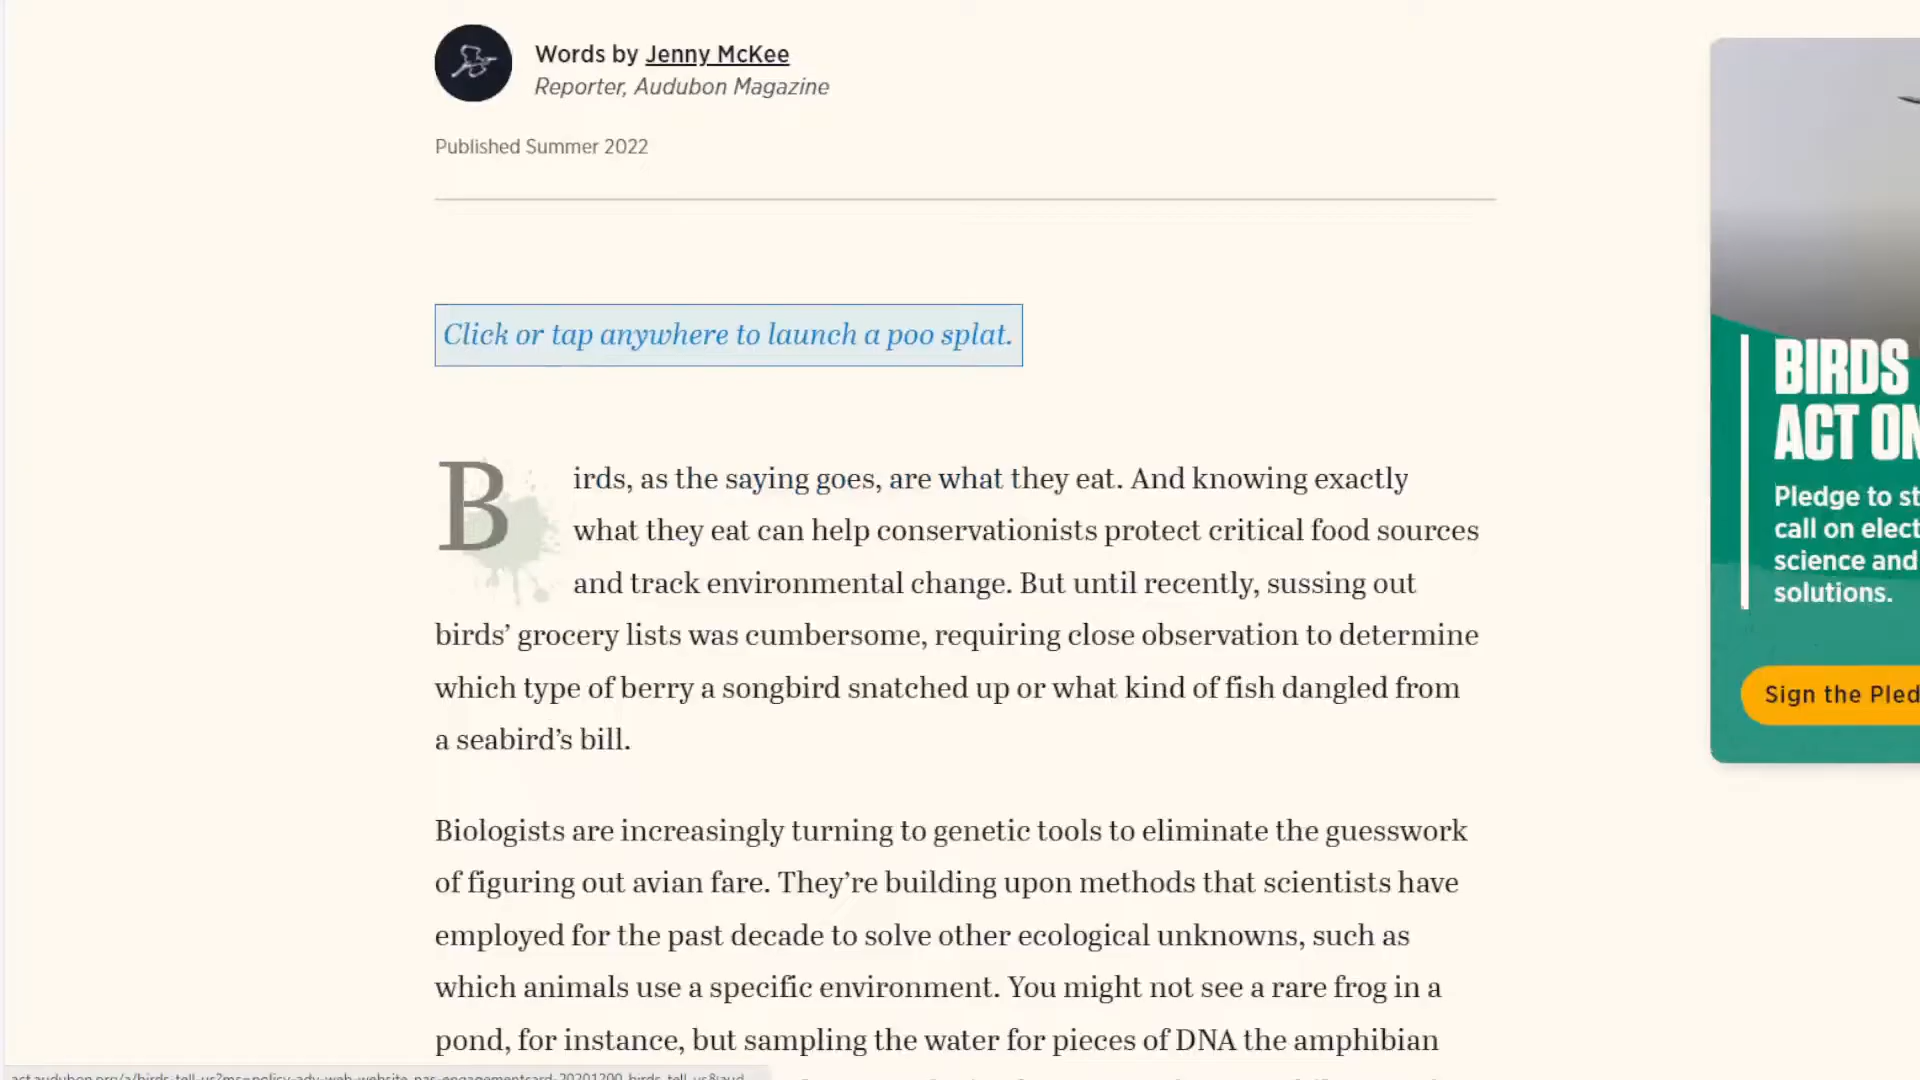 Words by Jenny McKee
Reporter, Audubon Magazine
Published Summer 2022
Click or tap anywhere to launch a poo splat.
Birds, as the saying goes, are what they eat. And knowing exactly
what they eat can help conservationists protect critical food sources
and track environmental change. But until recently, sussing out
birds’ grocery lists was cumbersome, requiring close observation to determine
which type of berry a songbird snatched up or what kind of fish dangled from
a seabird’s bill.
Biologists are increasingly turning to genetic tools to eliminate the guesswork
of figuring out avian fare. They’re building upon methods that scientists have
employed for the past decade to solve other ecological unknowns, such as
which animals use a specific environment. You might not see a rare frog in a
pond, for instance, but sampling the water for pieces of DNA the amphibian
BIRDS
ACT ON
Pledge to st
call on elect
science and
solutions.
Sign the Pled